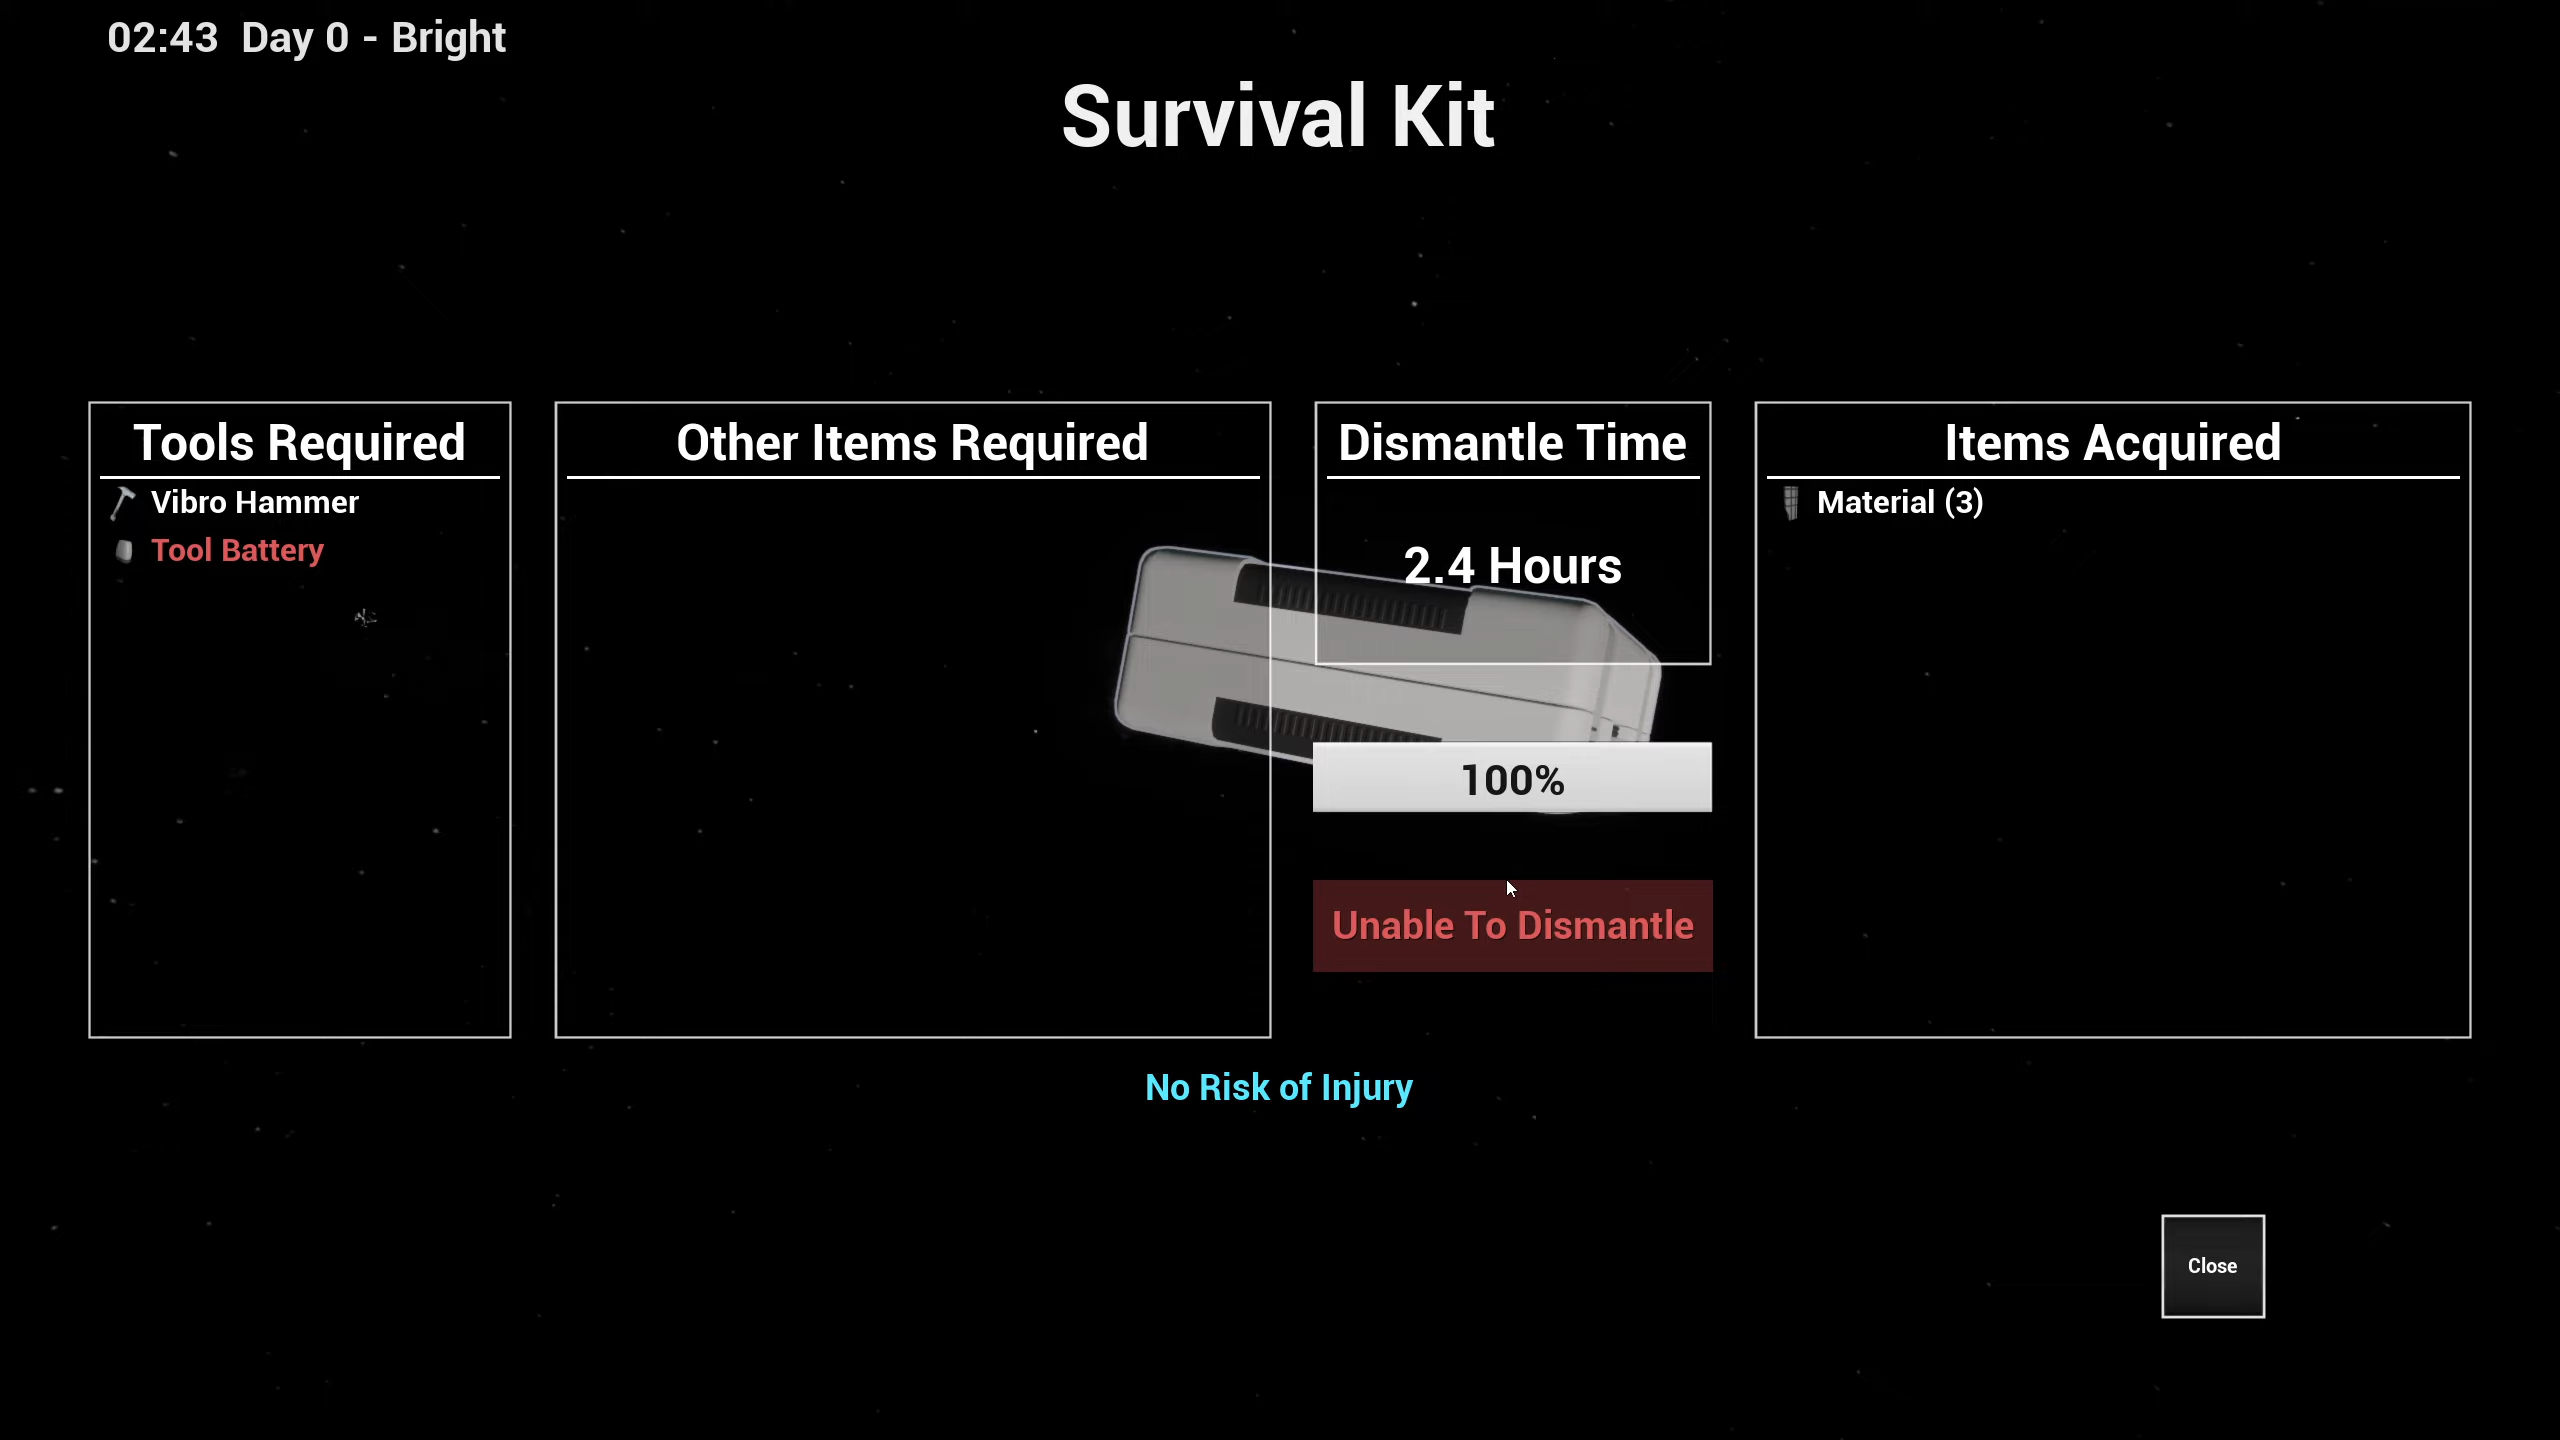 02:43 Day 0 - Bright
Survival Kit
Tools Required
Vibro Hammer
Tool Battery
Other Items Required
Dismantle Time
2.4 Hours
100%
Unable To Dismantle
Items Acquired
Material (3)
No Risk of Injury
Close